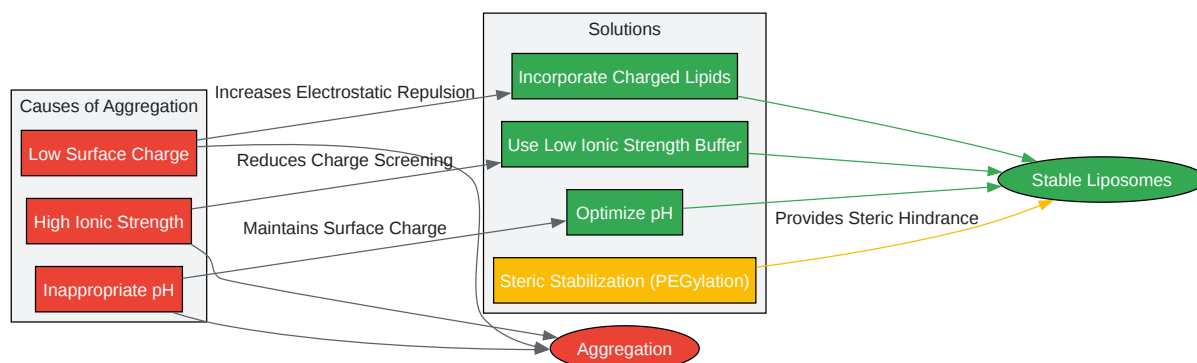 Solutions
Incorporate Charged Lipids
Increases Electrostatic Repulsion
Causes of Aggregation
Low Surface Charge
Use Low Ionic Strength Buffer
Reduces Charge Screening
Stable Liposomes
High Ionic Strength
Optimize pH
Provides Steric Hindrance
Maintains Surface Charge
Inappropriate pH
Steric Stabilization (PEGylation)
Aggregation